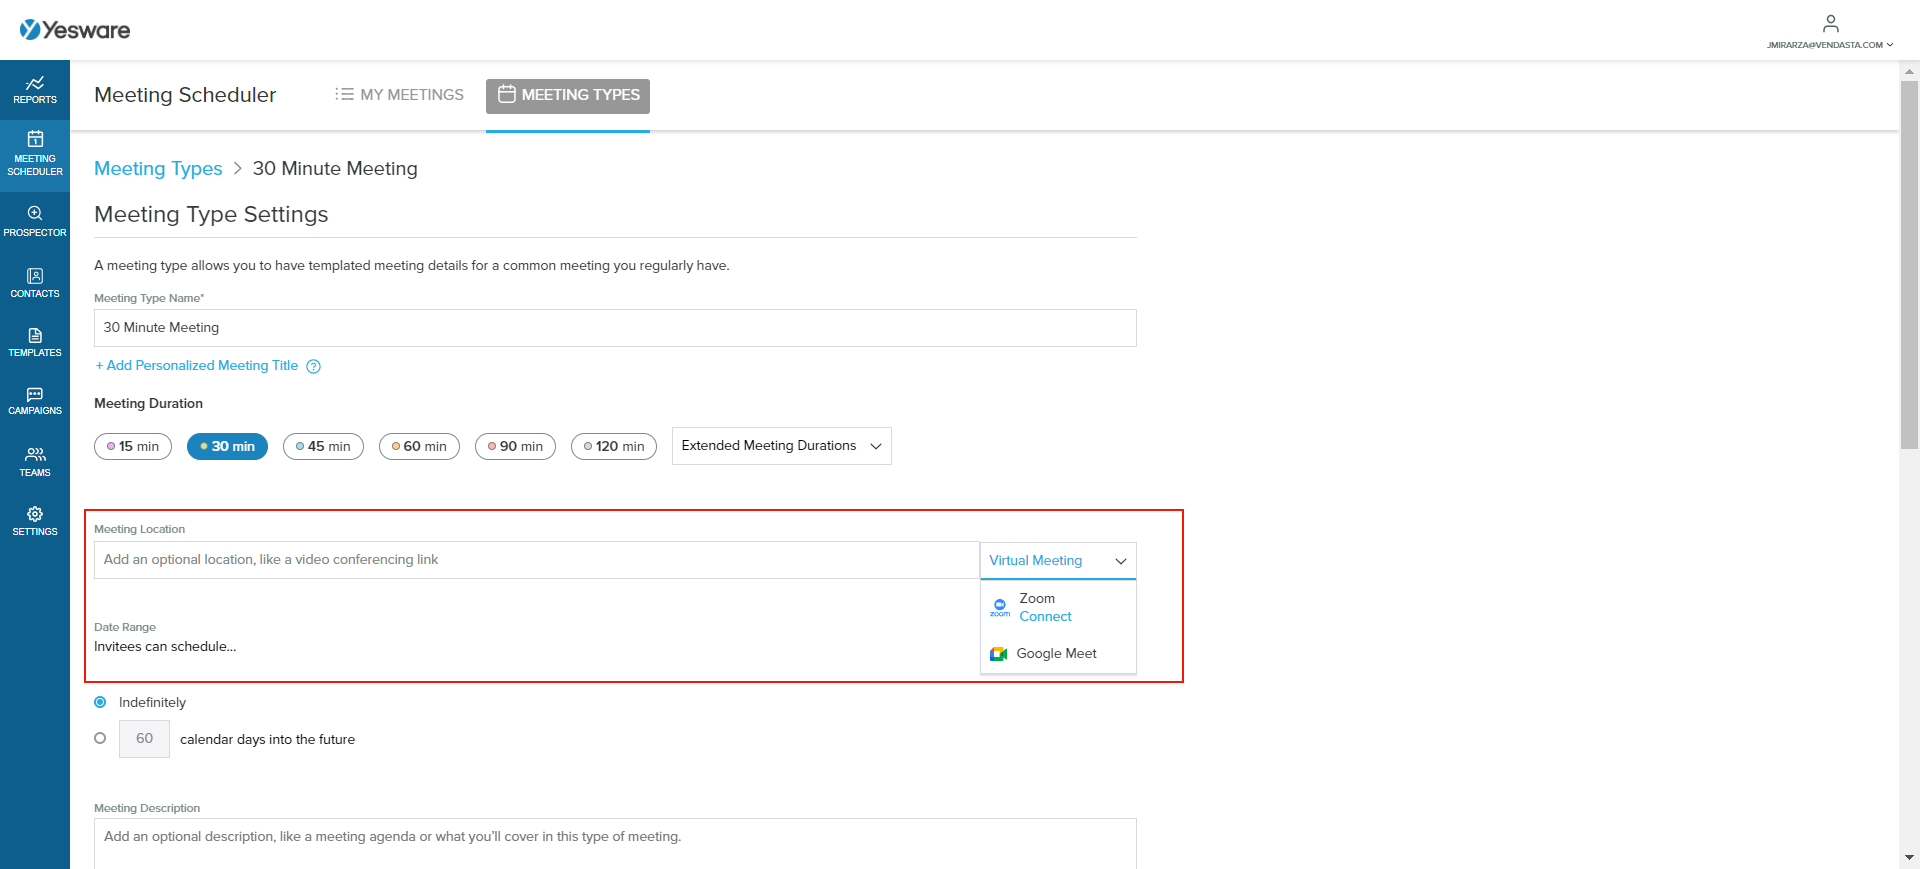 Yesware
JMIRARZA@VENDASTA.COM
REPORTS
MEETING
SCHEDULER
PROSPECTOR
CONTACTS
TEMPLATES
CAMPAIGNS
TEAMS
SETTINGS
Meeting Scheduler
MY MEETINGS
MEETING TYPES
Meeting Types > 30 Minute Meeting
Meeting Type Settings
A meeting type allows you to have templated meeting details for a common meeting you regularly have.
Meeting Type Name*
30 Minute Meeting
+ Add Personalized Meeting Title ?
Meeting Duration
15 min 30 min 45 min 60 min 90 min 120 min Extended Meeting Durations
Meeting Location
Add an optional location, like a video conferencing link
Virtual Meeting
zoom Zoom
Connect
Google Meet
Date Range
Invitees can schedule...
Indefinitely
60 calendar days into the future
Meeting Description
Add an optional description, like a meeting agenda or what you'll cover in this type of meeting.